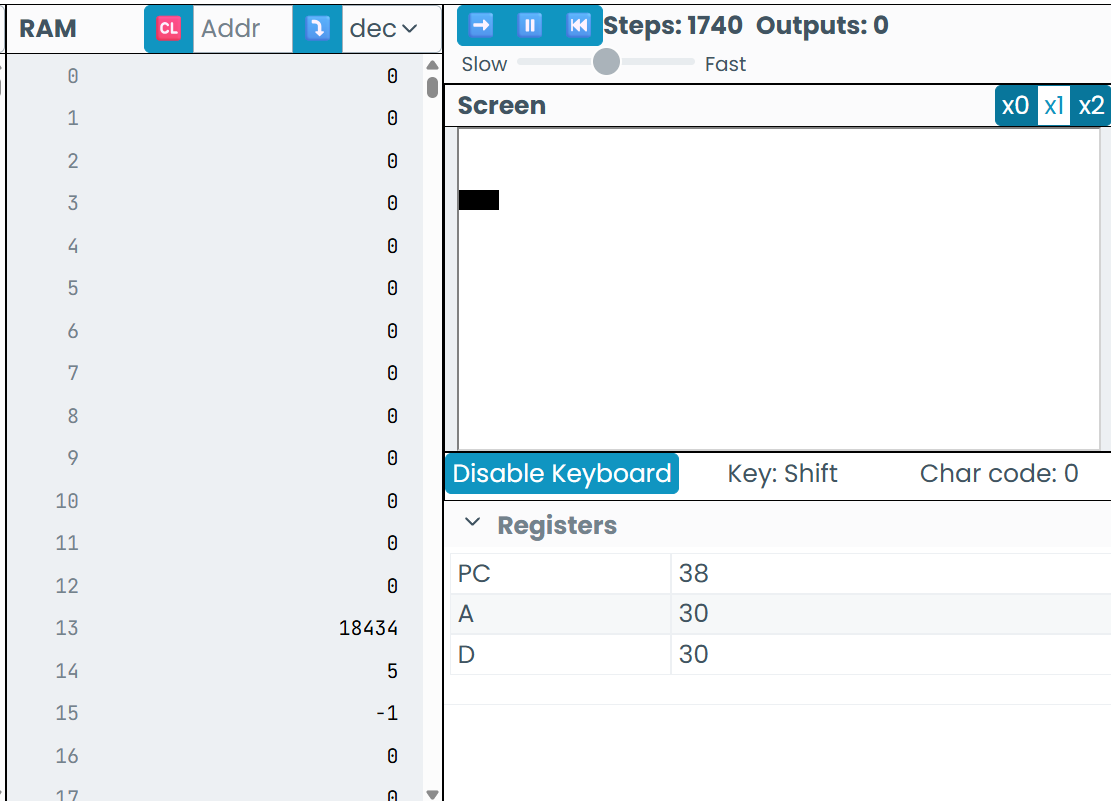 RAM CL Addr dec
0 0
1 0
2 0
3 0
4 0
5 0
6 0
7 0
8 0
9 0
10 0
11 0
12 0
13 18434
14 5
15 -1
16 0
17 0
Steps: 1740 Outputs: 0
Slow Fast
Screen x0 x1 x2
Disable Keyboard Key: Shift Char code: 0
Registers
PC 38
A 30
D 30